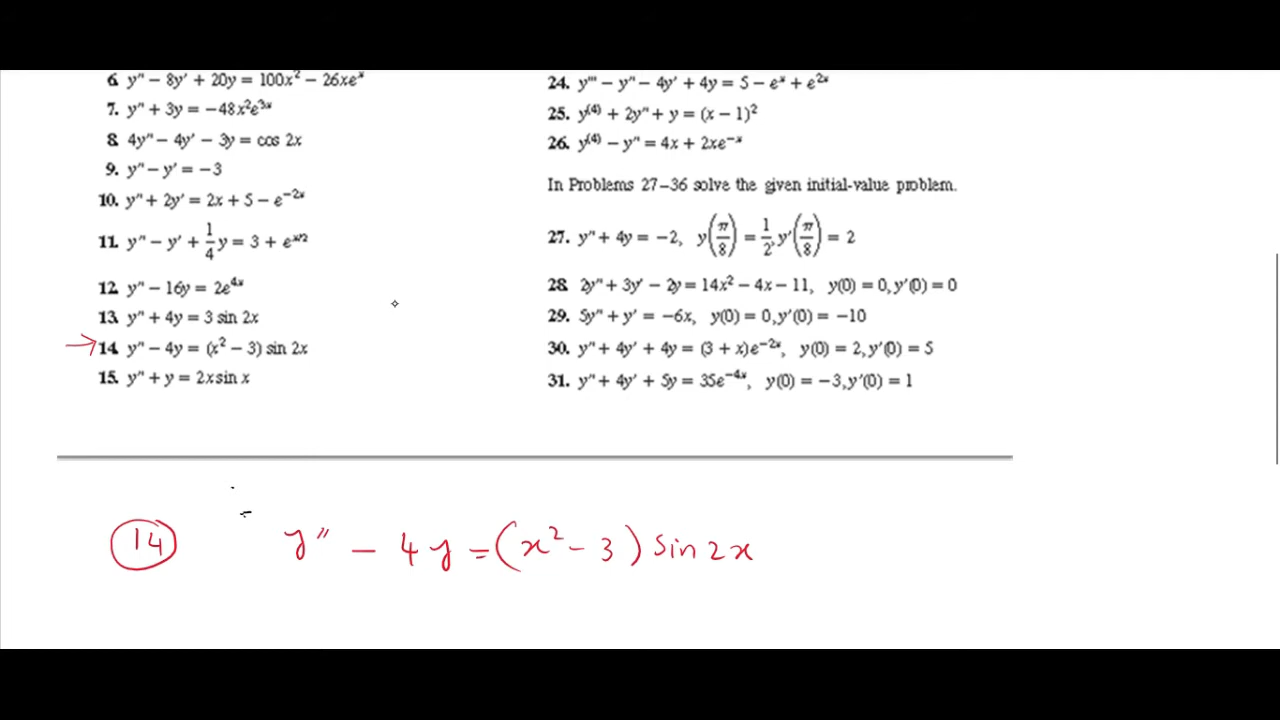 6. y" − 8y' + 20y = 100x² − 26xeˣ
7. y" + 3y = −48x²e³ˣ
8. 4y" − 4y' − 3y = cos 2x
9. y" − y' = −3
10. y" + 2y' = 2x + 5 − e⁻²ˣ
11. y" − y' + 1/4 y = 3 + e^(x/2)
12. y" − 16y = 2e⁴ˣ
13. y" + 4y = 3 sin 2x
14. y" − 4y = (x² − 3) sin 2x
15. y" + y = 2x sin x
24. y''' − y" − 4y' + 4y = 5 − eˣ + e²ˣ
25. y⁽⁴⁾ + 2y" + y = (x − 1)²
26. y⁽⁴⁾ − y" = 4x + 2xe⁻ˣ
In Problems 27–36 solve the given initial-value problem.
27. y" + 4y = −2, y(π/8) = 1/2, y'(π/8) = 2
28. 2y" + 3y' − 2y = 14x² − 4x − 11, y(0) = 0, y'(0) = 0
29. 5y" + y' = −6x, y(0) = 0, y'(0) = −10
30. y" + 4y' + 4y = (3 + x)e⁻²ˣ, y(0) = 2, y'(0) = 5
31. y" + 4y' + 5y = 35e⁻⁴ˣ, y(0) = −3, y'(0) = 1
14 y" − 4y = (x² − 3) sin 2x